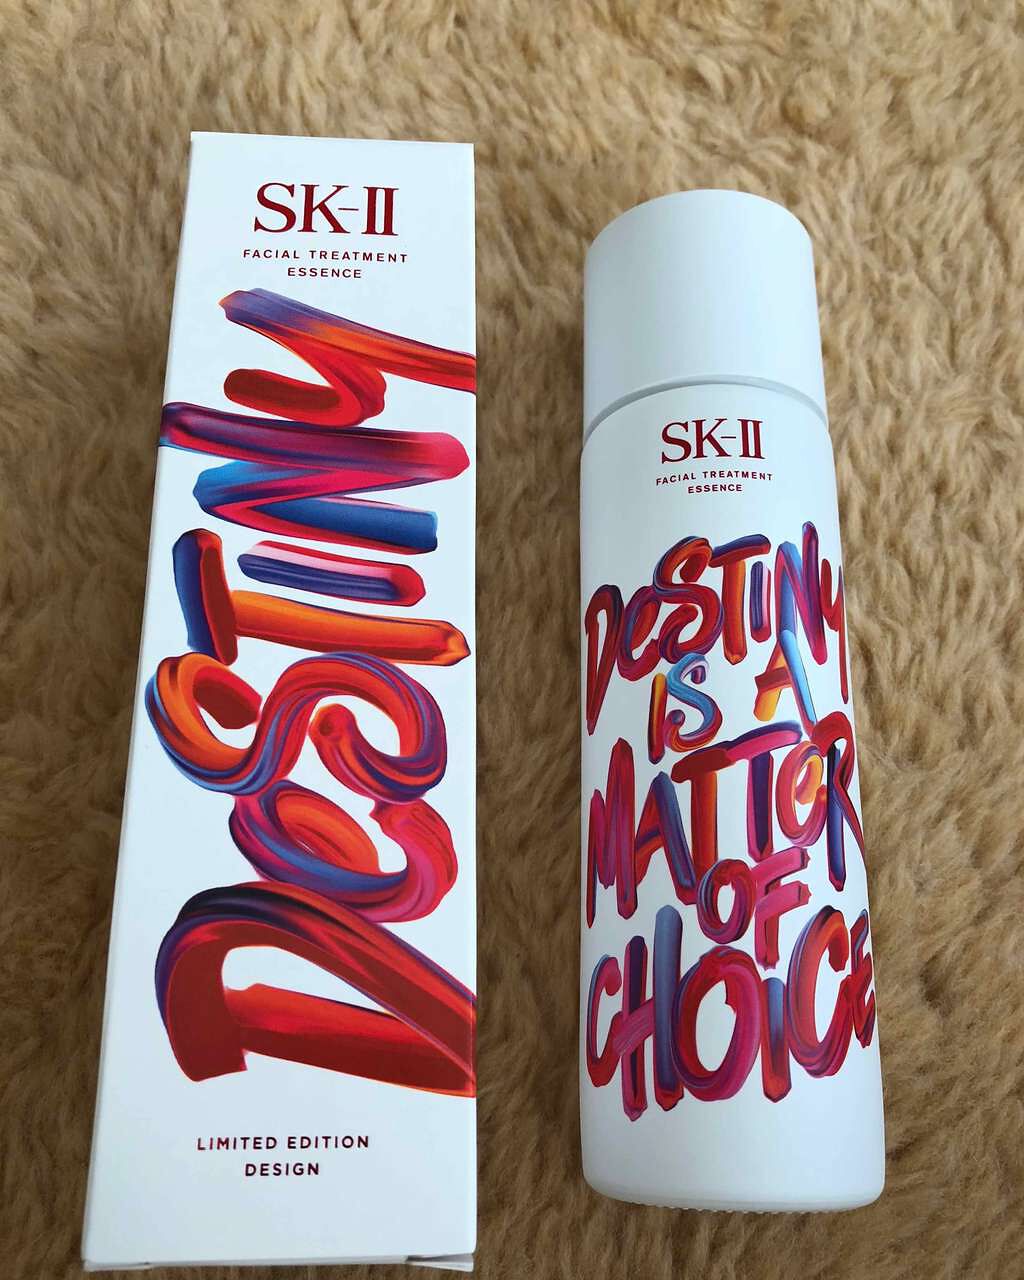 SK-II
FACIAL TREATMENT
ESSENCE
DeSTiNy
LIMITED EDITION
DESIGN
SK-II
FACIAL TREATMENT
ESSENCE
DeSTiNy
iS A
MATTeR
OF
CHOiCe